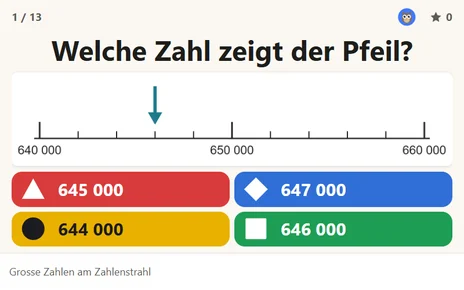 1 / 13
★ 0
Welche Zahl zeigt der Pfeil?
640 000 650 000 660 000
645 000
647 000
644 000
646 000
Grosse Zahlen am Zahlenstrahl